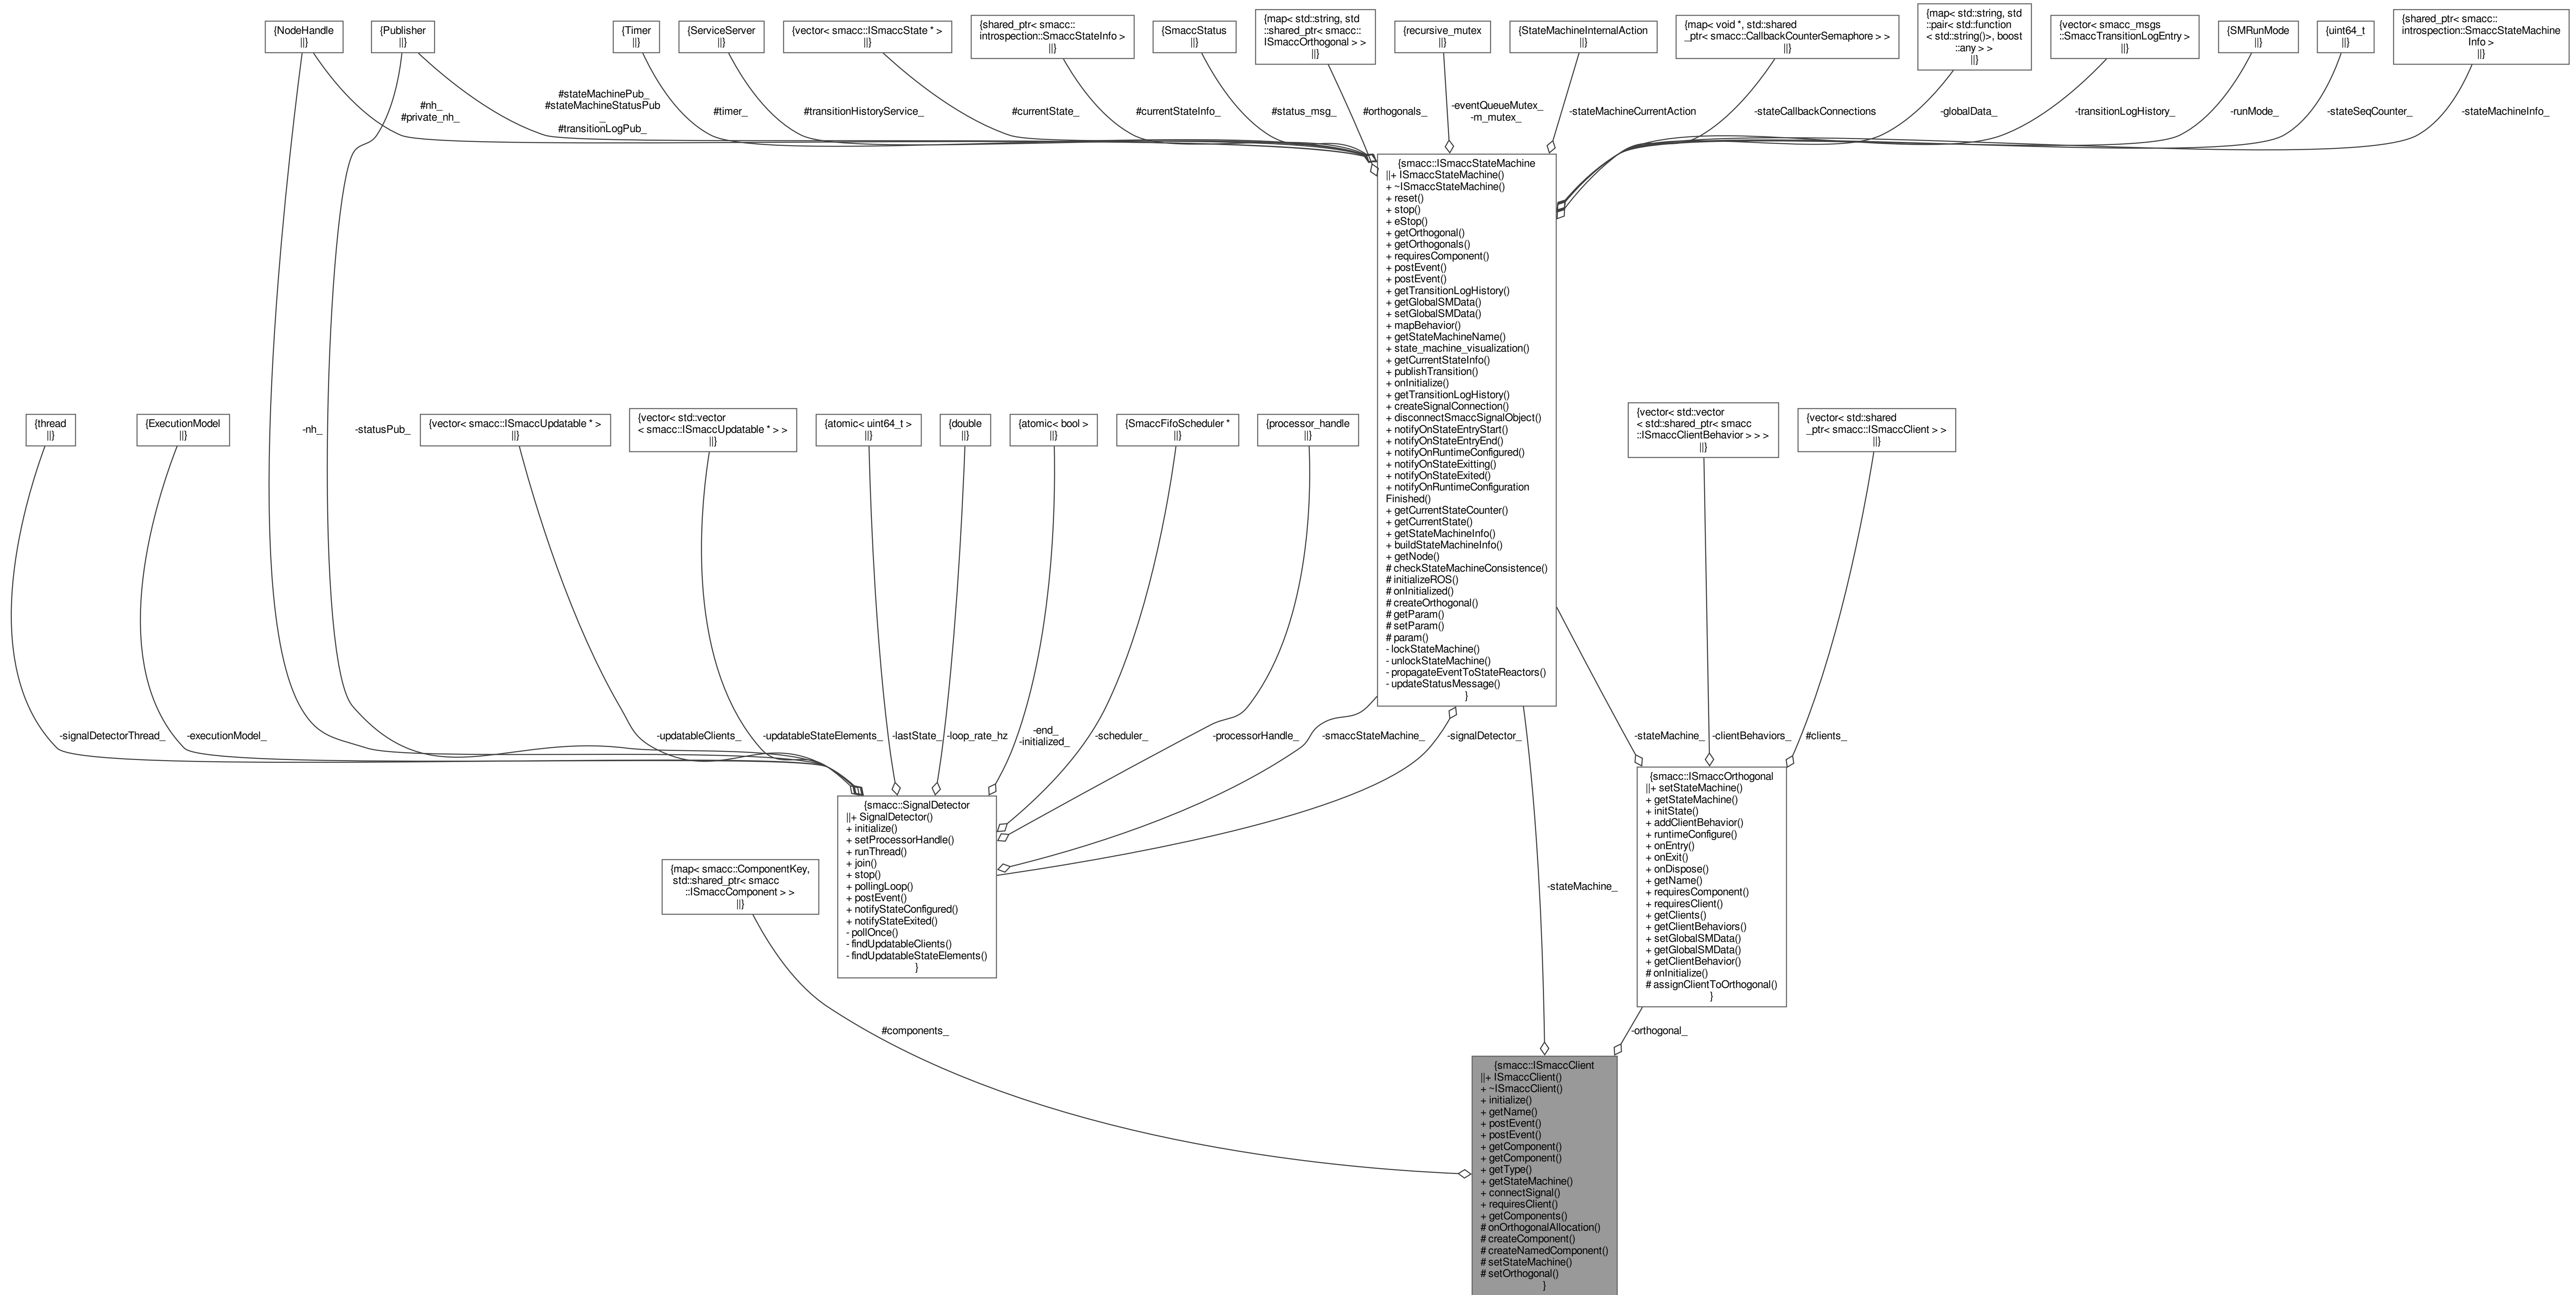 {NodeHandle
||}
{Publisher
||}
{Timer
||}
{ServiceServer
||}
{vector< smacc::ISmaccState * >
||}
{shared_ptr< smacc::
introspection::SmaccStateInfo >
||}
{SmaccStatus
||}
{map< std::string, std
::shared_ptr< smacc::
ISmaccOrthogonal > >
||}
{recursive_mutex
||}
{StateMachineInternalAction
||}
{map< void *, std::shared
_ptr< smacc::CallbackCounterSemaphore > >
||}
{map< std::string, std
::pair< std::function
< std::string()>, boost
::any > >
||}
{vector< smacc_msgs
::SmaccTransitionLogEntry >
||}
{SMRunMode
||}
{uint64_t
||}
{shared_ptr< smacc::
introspection::SmaccStateMachine
Info >
||}
#nh_
#private_nh_
#stateMachinePub_
#stateMachineStatusPub
_
#transitionLogPub_
#timer_
#transitionHistoryService_
#currentState_
#currentStateInfo_
#status_msg_
#orthogonals_
-eventQueueMutex_
-m_mutex_
-stateMachineCurrentAction
-stateCallbackConnections
-globalData_
-transitionLogHistory_
-runMode_
-stateSeqCounter_
-stateMachineInfo_
{smacc::ISmaccStateMachine
||+ ISmaccStateMachine()
+ ~ISmaccStateMachine()
+ reset()
+ stop()
+ eStop()
+ getOrthogonal()
+ getOrthogonals()
+ requiresComponent()
+ postEvent()
+ postEvent()
+ getTransitionLogHistory()
+ getGlobalSMData()
+ setGlobalSMData()
+ mapBehavior()
+ getStateMachineName()
+ state_machine_visualization()
+ getCurrentStateInfo()
+ publishTransition()
+ onInitialize()
+ getTransitionLogHistory()
+ createSignalConnection()
+ disconnectSmaccSignalObject()
+ notifyOnStateEntryStart()
+ notifyOnStateEntryEnd()
+ notifyOnRuntimeConfigured()
+ notifyOnStateExitting()
+ notifyOnStateExited()
+ notifyOnRuntimeConfiguration
Finished()
+ getCurrentStateCounter()
+ getCurrentState()
+ getStateMachineInfo()
+ buildStateMachineInfo()
+ getNode()
# checkStateMachineConsistence()
# initializeROS()
# onInitialized()
# createOrthogonal()
# getParam()
# setParam()
# param()
- lockStateMachine()
- unlockStateMachine()
- propagateEventToStateReactors()
- updateStatusMessage()
}
{thread
||}
{ExecutionModel
||}
-nh_
-statusPub_
{vector< smacc::ISmaccUpdatable * >
||}
{vector< std::vector
< smacc::ISmaccUpdatable * > >
||}
{atomic< uint64_t >
||}
{double
||}
{atomic< bool >
||}
{SmaccFifoScheduler *
||}
{processor_handle
||}
{vector< std::vector
< std::shared_ptr< smacc
::ISmaccClientBehavior > > >
||}
{vector< std::shared
_ptr< smacc::ISmaccClient > >
||}
-signalDetectorThread_
-executionModel_
-updatableClients_
-updatableStateElements_
-lastState_
-loop_rate_hz
-end_
-initialized_
-scheduler_
-processorHandle_
-smaccStateMachine_
-signalDetector_
-stateMachine_
-clientBehaviors_
#clients_
{smacc::SignalDetector
||+ SignalDetector()
+ initialize()
+ setProcessorHandle()
+ runThread()
+ join()
+ stop()
+ pollingLoop()
+ postEvent()
+ notifyStateConfigured()
+ notifyStateExited()
- pollOnce()
- findUpdatableClients()
- findUpdatableStateElements()
}
{smacc::ISmaccOrthogonal
||+ setStateMachine()
+ getStateMachine()
+ initState()
+ addClientBehavior()
+ runtimeConfigure()
+ onEntry()
+ onExit()
+ onDispose()
+ getName()
+ requiresComponent()
+ requiresClient()
+ getClients()
+ getClientBehaviors()
+ setGlobalSMData()
+ getGlobalSMData()
+ getClientBehavior()
# onInitialize()
# assignClientToOrthogonal()
}
{map< smacc::ComponentKey,
std::shared_ptr< smacc
::ISmaccComponent > >
||}
-stateMachine_
#components_
-orthogonal_
{smacc::ISmaccClient
||+ ISmaccClient()
+ ~ISmaccClient()
+ initialize()
+ getName()
+ postEvent()
+ postEvent()
+ getComponent()
+ getComponent()
+ getType()
+ getStateMachine()
+ connectSignal()
+ requiresClient()
+ getComponents()
# onOrthogonalAllocation()
# createComponent()
# createNamedComponent()
# setStateMachine()
# setOrthogonal()
}